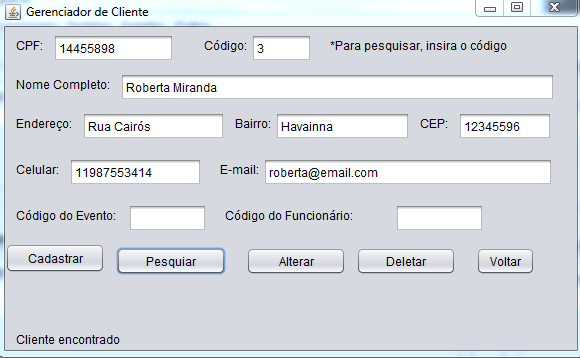 Gerenciador de Cliente
CPF: 14455898 Código: 3 *Para pesquisar, insira o código
Nome Completo: Roberta Miranda
Endereço: Rua Cairós Bairro: Havainna CEP: 12345596
Celular: 11987553414 E-mail: roberta@email.com
Código do Evento: Código do Funcionário:
Cadastrar Pesquiar Alterar Deletar Voltar
Cliente encontrado